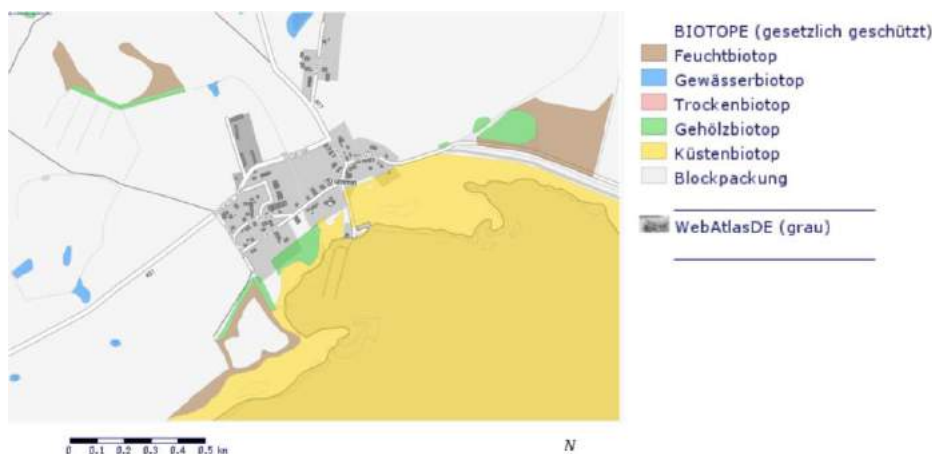 BIOTOPE (gesetzlich geschützt)
Feuchtbiotop
Gewässerbiotop
Trockenbiotop
Gehölzbiotop
Küstenbiotop
Blockpackung
WebAtlasDE (grau)
0 0.1 0.2 0.3 0.4 0.5 km
N